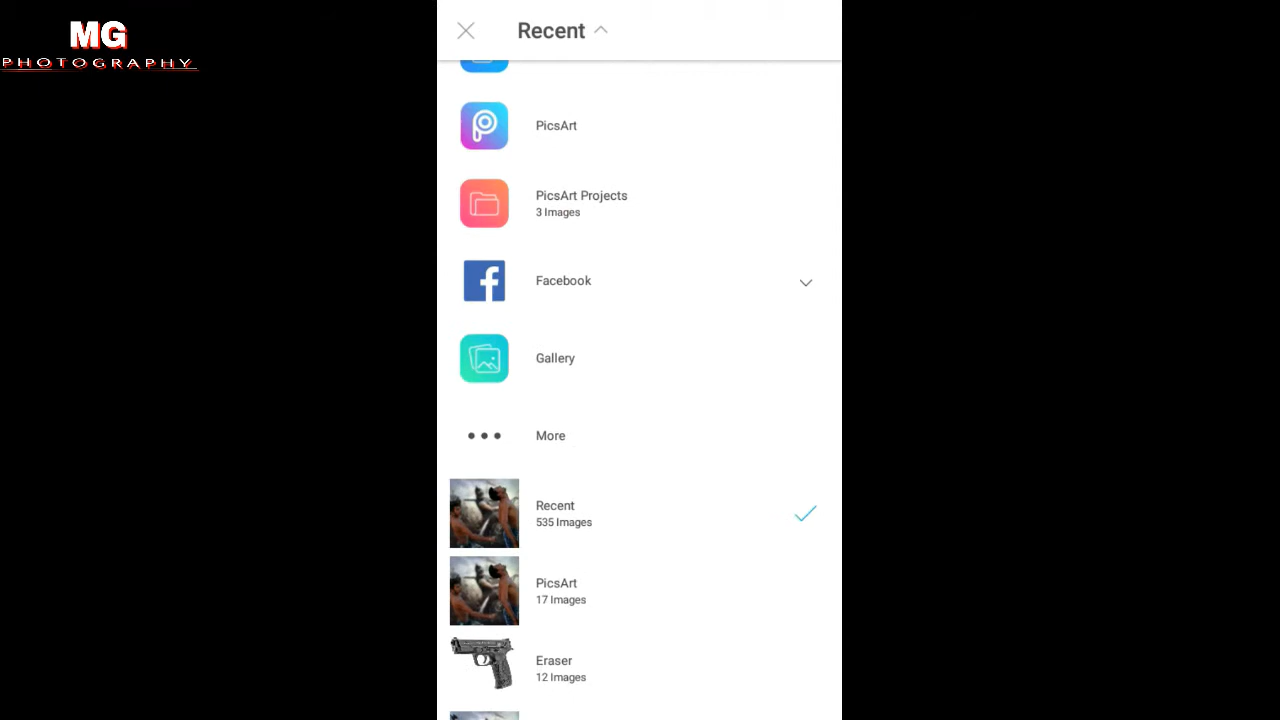 MG
PHOTOGRAPHY
Recent
PicsArt
PicsArt Projects
3 Images
Facebook
Gallery
More
Recent
535 Images
PicsArt
17 Images
Eraser
12 Images